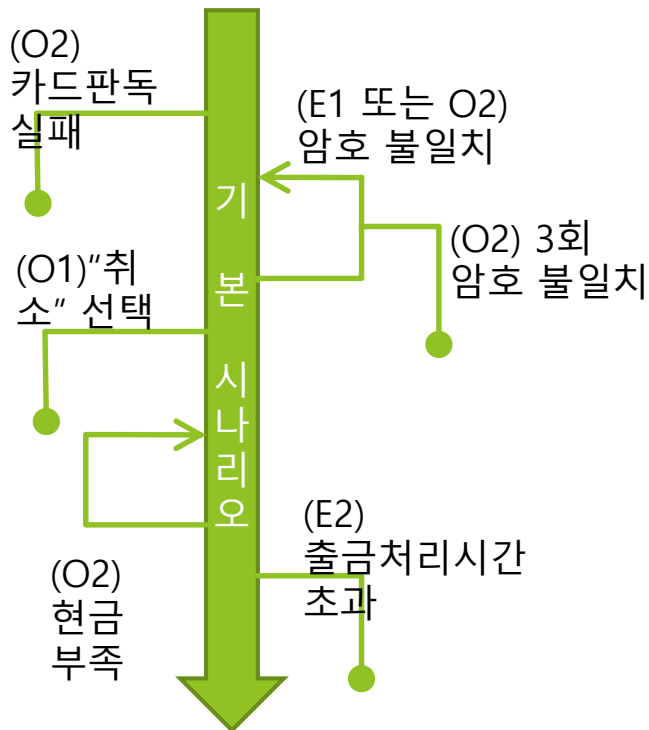 (O2)
카드판독
실패
(E1 또는 O2)
암호 불일치
(O2) 3회
암호 불일치
(O1)”취
소” 선택
기 본 시나리오
(E2)
출금처리시간
초과
(O2)
현금
부족